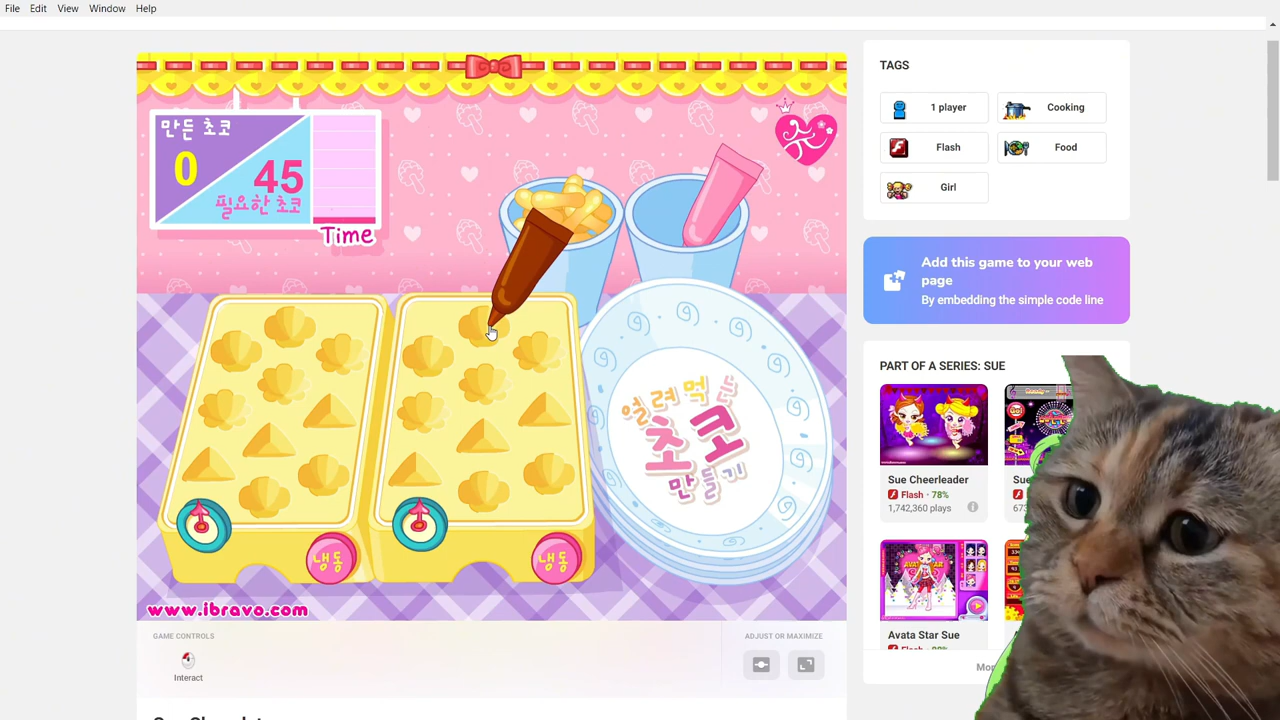 File Edit View Window Help
만든 초코
0
45
필요한 초코
Time
수
얼려 먹는
초코
만들기
냉동
냉동
www.ibravo.com
GAME CONTROLS
Interact
ADJUST OR MAXIMIZE
TAGS
1 player
Cooking
Flash
Food
Girl
Add this game to your web
page
By embedding the simple code line
PART OF A SERIES: SUE
Sue Cheerleader
Flash · 78%
1,742,360 plays
Avata Star Sue